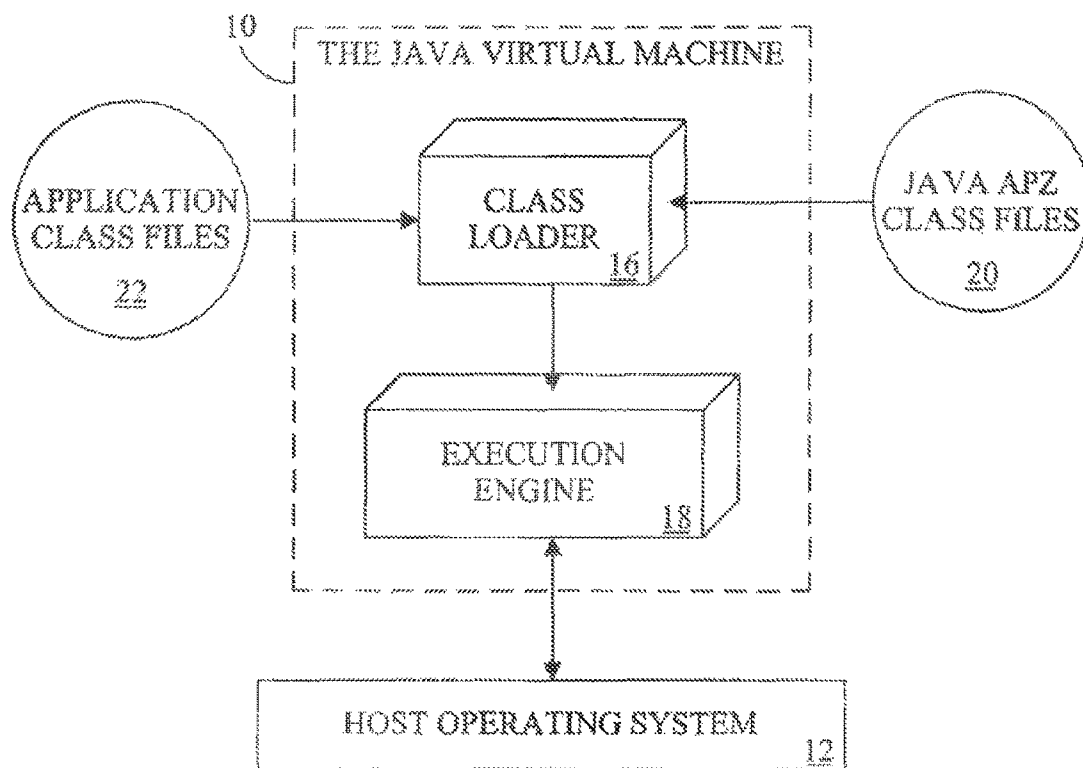 10
THE JAVA VIRTUAL MACHINE
APPLICATION
CLASS FILES
22
CLASS
LOADER
16
JAVA APZ
CLASS FILES
20
EXECUTION
ENGINE
18
HOST OPERATING SYSTEM
12